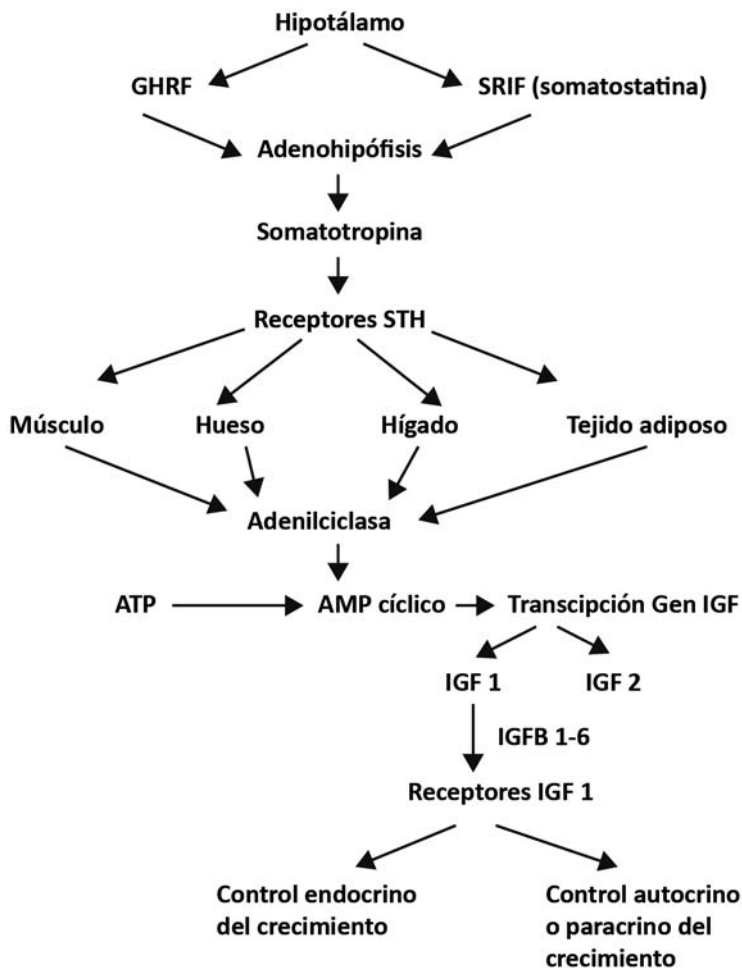 Hipotálamo
GHRF
SRIF (somatostatina)
Adenohipófisis
Somatotropina
Receptores STH
Músculo
Hueso
Hígado
Tejido adiposo
Adenilciclasa
ATP
AMP cíclico
Transcipción Gen IGF
IGF 1
IGF 2
IGFB 1-6
Receptores IGF 1
Control endocrino
del crecimiento
Control autocrino
o paracrino del
crecimiento